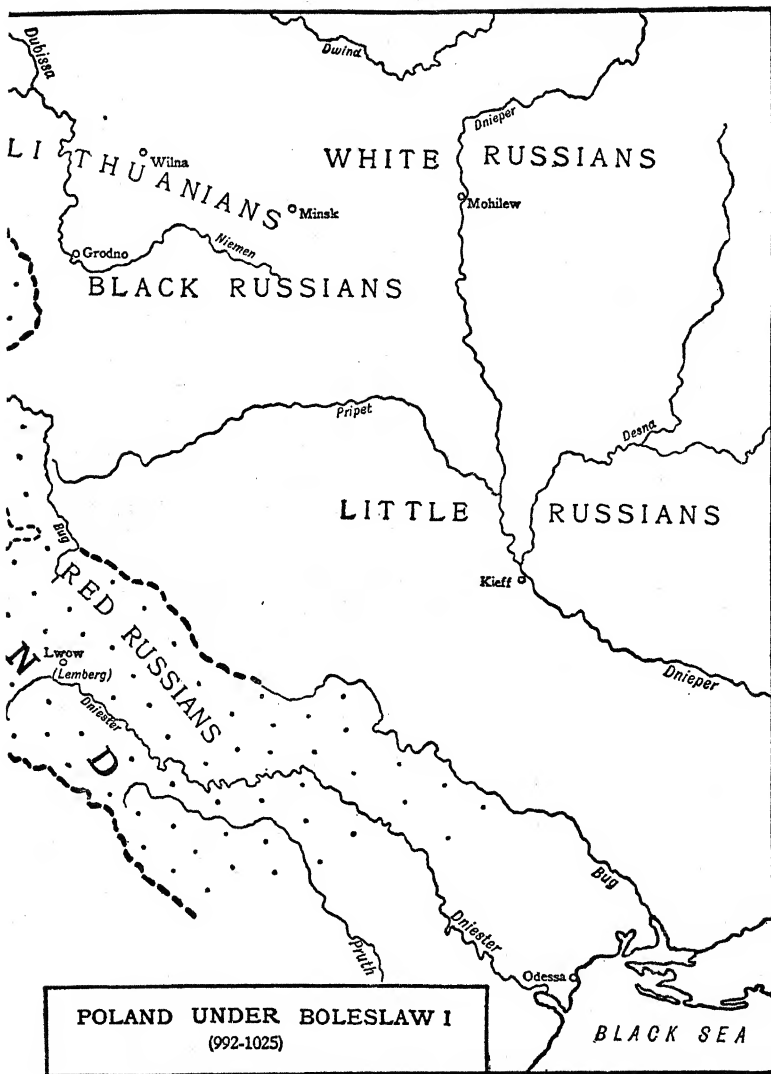 Dubissa
Dwina
Dnieper
LITHUANIANS
Wilna
WHITE RUSSIANS
Minsk
Mohilew
Grodno
Niemen
BLACK RUSSIANS
Pripet
Desna
LITTLE RUSSIANS
Bug
Kieff
RED RUSSIANS
N
Lwow
(Lemberg)
Dnieper
Dniester
D
Bug
Dniester
Pruth
Odessa
POLAND UNDER BOLESLAW I
(992-1025)
BLACK SEA